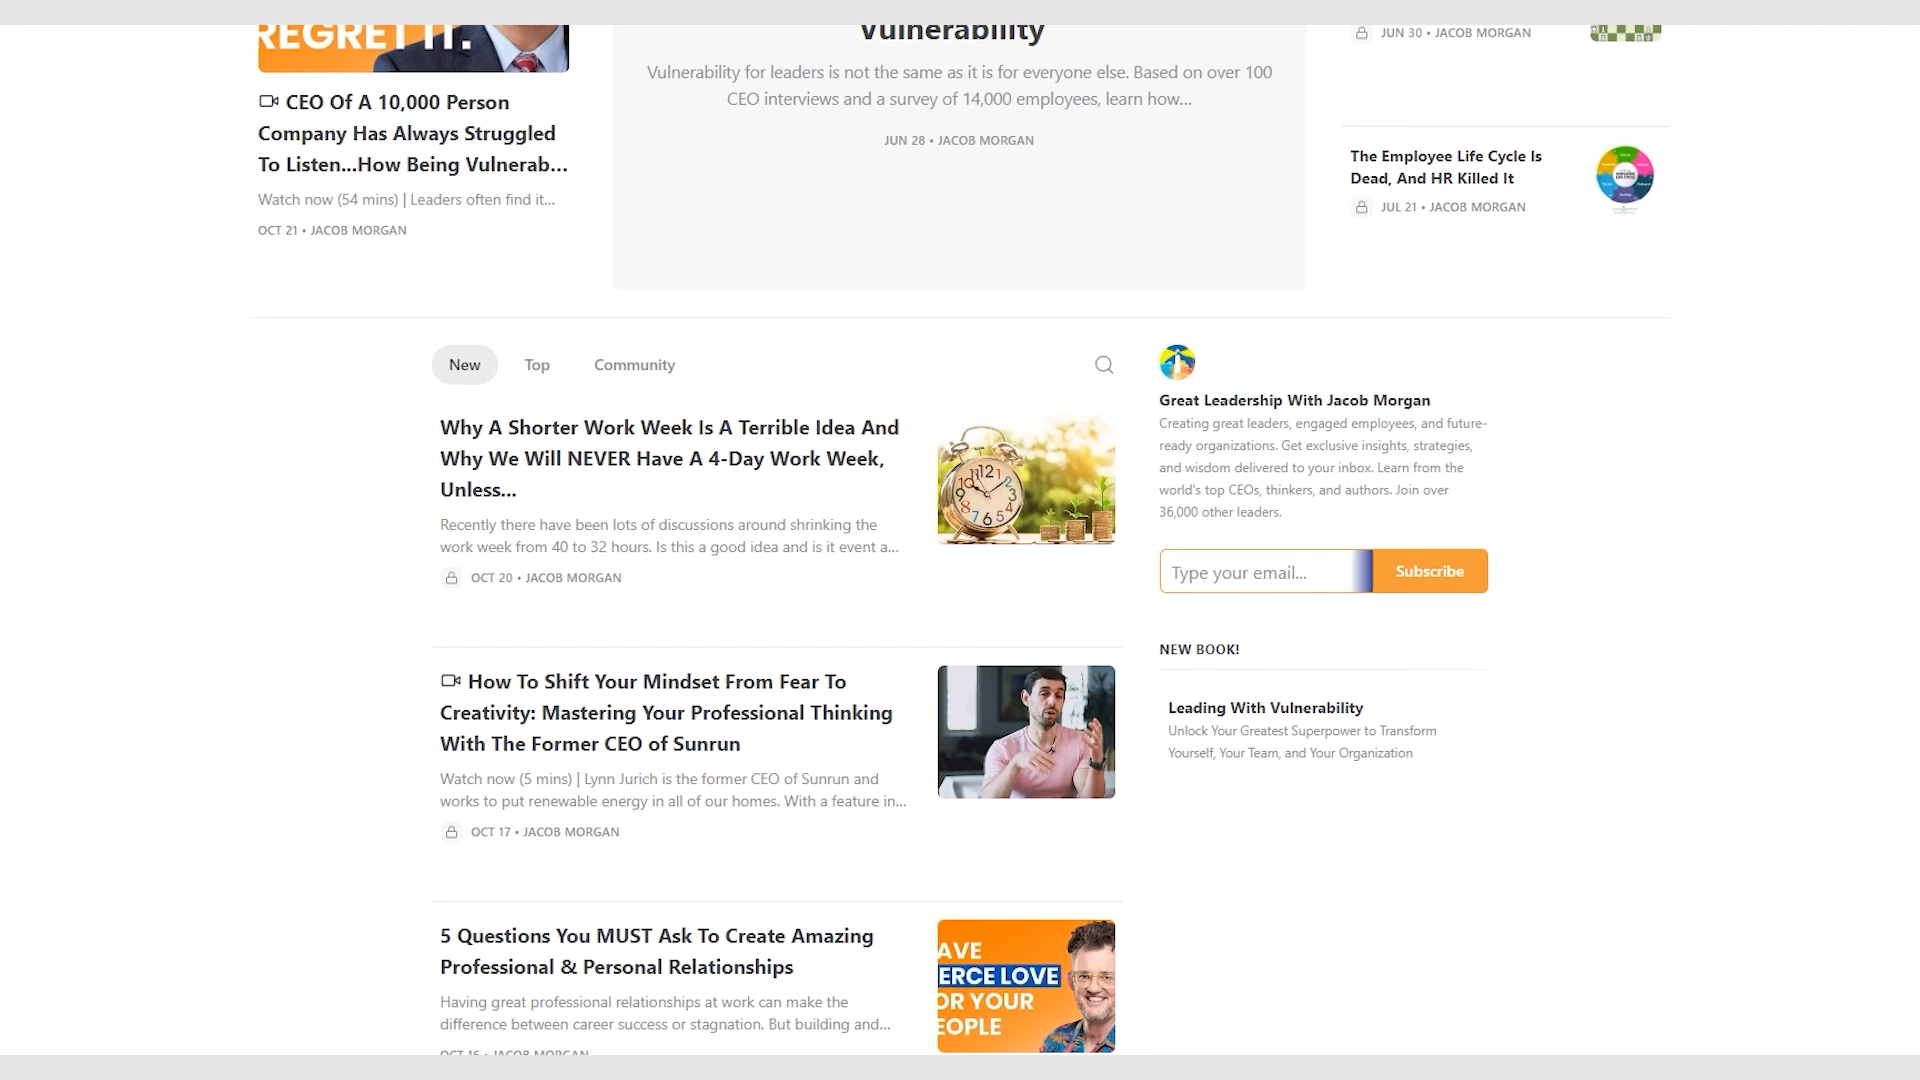 REGRET IT.
CEO Of A 10,000 Person
Company Has Always Struggled
To Listen...How Being Vulnerab...
Watch now (54 mins) | Leaders often find it...
OCT 21 • JACOB MORGAN
Vulnerability
Vulnerability for leaders is not the same as it is for everyone else. Based on over 100
CEO interviews and a survey of 14,000 employees, learn how...
JUN 28 • JACOB MORGAN
JUN 30 • JACOB MORGAN
The Employee Life Cycle Is
Dead, And HR Killed It
JUL 21 • JACOB MORGAN
New
Top
Community
Why A Shorter Work Week Is A Terrible Idea And
Why We Will NEVER Have A 4-Day Work Week,
Unless...
Recently there have been lots of discussions around shrinking the
work week from 40 to 32 hours. Is this a good idea and is it event a...
OCT 20 • JACOB MORGAN
How To Shift Your Mindset From Fear To
Creativity: Mastering Your Professional Thinking
With The Former CEO of Sunrun
Watch now (5 mins) | Lynn Jurich is the former CEO of Sunrun and
works to put renewable energy in all of our homes. With a feature in...
OCT 17 • JACOB MORGAN
5 Questions You MUST Ask To Create Amazing
Professional & Personal Relationships
Having great professional relationships at work can make the
difference between career success or stagnation. But building and...
OCT 16 • JACOB MORGAN
AVE
ERCE LOVE
OR YOUR
EOPLE
Great Leadership With Jacob Morgan
Creating great leaders, engaged employees, and future-
ready organizations. Get exclusive insights, strategies,
and wisdom delivered to your inbox. Learn from the
world's top CEOs, thinkers, and authors. Join over
36,000 other leaders.
Type your email...
Subscribe
NEW BOOK!
Leading With Vulnerability
Unlock Your Greatest Superpower to Transform
Yourself, Your Team, and Your Organization